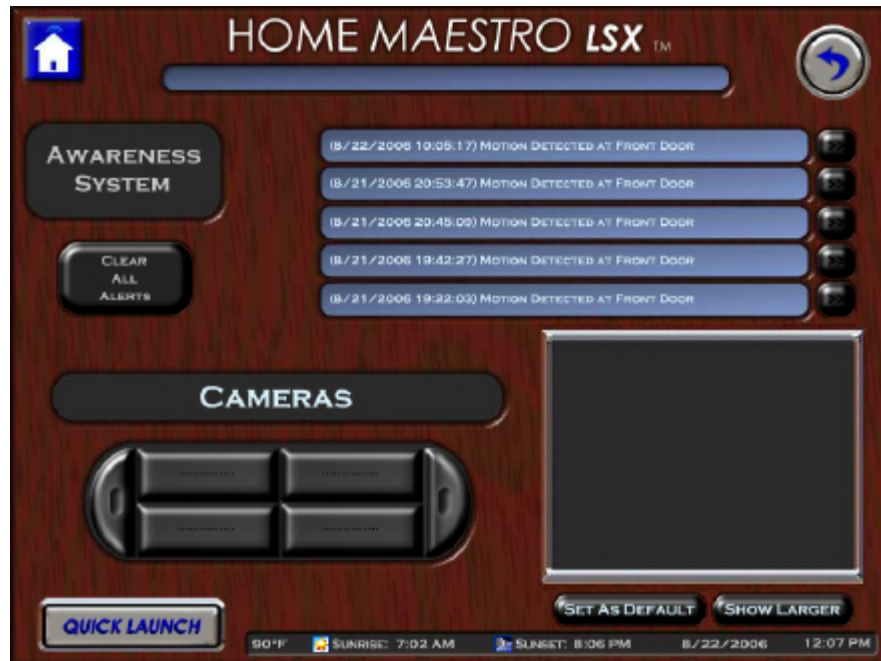 HOME MAESTRO LSX TM
AWARENESS
SYSTEM
(8/22/2006 10:05:17) MOTION DETECTED AT FRONT DOOR
(8/21/2006 20:53:47) MOTION DETECTED AT FRONT DOOR
(8/21/2006 20:45:09) MOTION DETECTED AT FRONT DOOR
(8/21/2006 19:42:27) MOTION DETECTED AT FRONT DOOR
(8/21/2006 19:22:03) MOTION DETECTED AT FRONT DOOR
CLEAR
ALL
ALERTS
CAMERAS
SET AS DEFAULT
SHOW LARGER
QUICK LAUNCH
90°F SUNRISE: 7:02 AM SUNSET: 8:06 PM 8/22/2006 12:07 PM